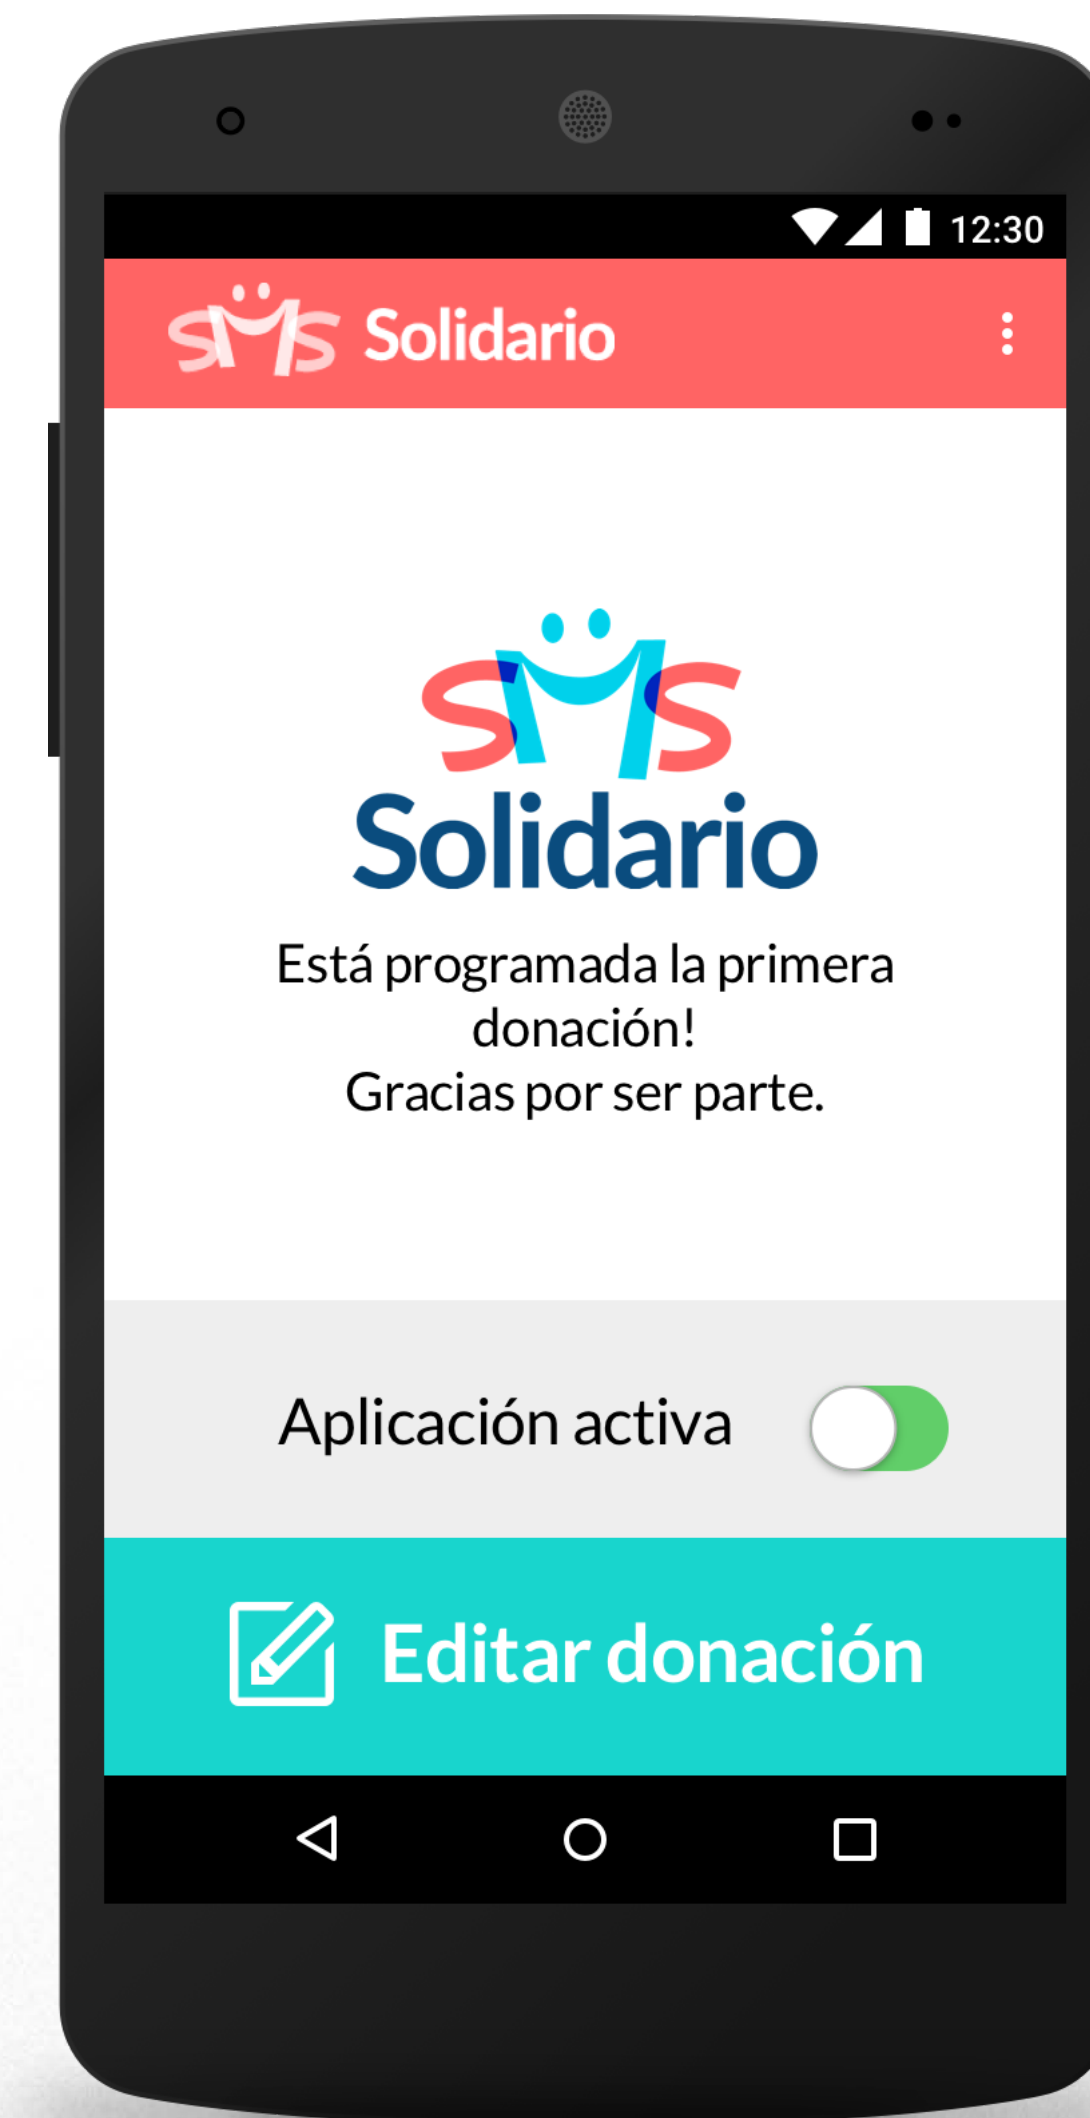 12:30
SMS Solidario
SMS
Solidario
Está programada la primera
donación!
Gracias por ser parte.
Aplicación activa
Editar donación